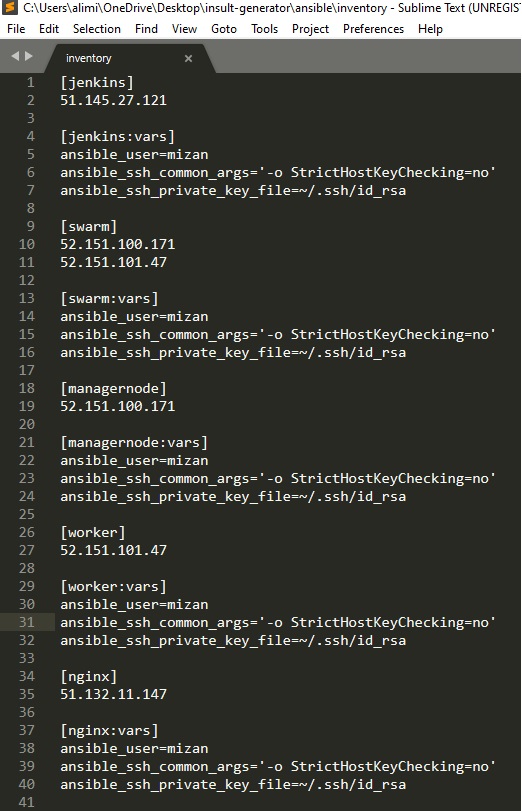 C:\Users\alimi\OneDrive\Desktop\insult-generator\ansible\inventory - Sublime Text (UNREGIST
File Edit Selection Find View Goto Tools Project Preferences Help
inventory ×
1 [jenkins]
2 51.145.27.121
3
4 [jenkins:vars]
5 ansible_user=mizan
6 ansible_ssh_common_args='-o StrictHostKeyChecking=no'
7 ansible_ssh_private_key_file=~/.ssh/id_rsa
8
9 [swarm]
10 52.151.100.171
11 52.151.101.47
12
13 [swarm:vars]
14 ansible_user=mizan
15 ansible_ssh_common_args='-o StrictHostKeyChecking=no'
16 ansible_ssh_private_key_file=~/.ssh/id_rsa
17
18 [managernode]
19 52.151.100.171
20
21 [managernode:vars]
22 ansible_user=mizan
23 ansible_ssh_common_args='-o StrictHostKeyChecking=no'
24 ansible_ssh_private_key_file=~/.ssh/id_rsa
25
26 [worker]
27 52.151.101.47
28
29 [worker:vars]
30 ansible_user=mizan
31 ansible_ssh_common_args='-o StrictHostKeyChecking=no'
32 ansible_ssh_private_key_file=~/.ssh/id_rsa
33
34 [nginx]
35 51.132.11.147
36
37 [nginx:vars]
38 ansible_user=mizan
39 ansible_ssh_common_args='-o StrictHostKeyChecking=no'
40 ansible_ssh_private_key_file=~/.ssh/id_rsa
41